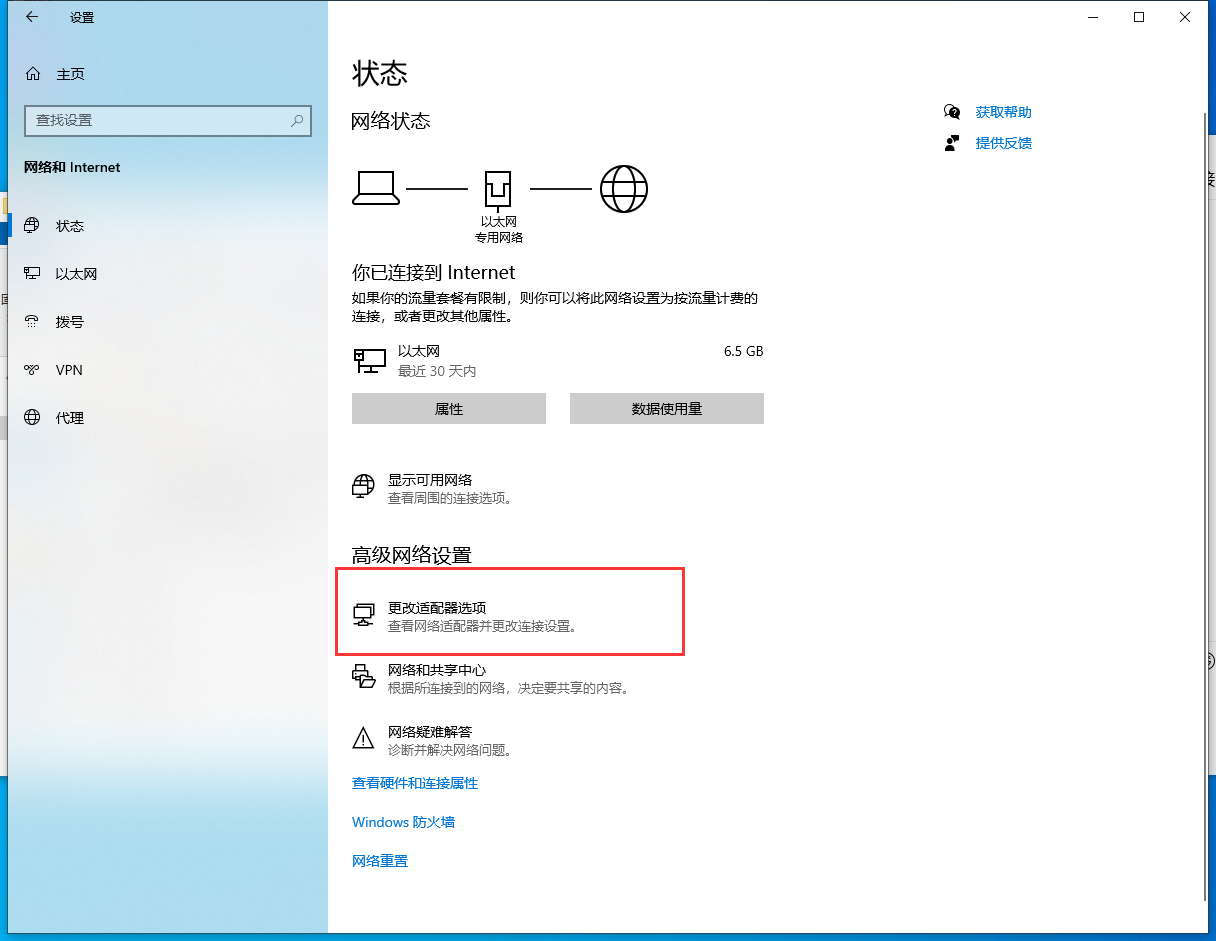 设置
主页
查找设置
网络和 Internet
状态
以太网
拨号
VPN
代理
状态
网络状态
以太网
专用网络
你已连接到 Internet
如果你的流量套餐有限制，则你可以将此网络设置为按流量计费的
连接，或者更改其他属性。
以太网
6.5 GB
最近 30 天内
属性
数据使用量
显示可用网络
查看周围的连接选项。
高级网络设置
更改适配器选项
查看网络适配器并更改连接设置。
网络和共享中心
根据所连接到的网络，决定要共享的内容。
网络疑难解答
诊断并解决网络问题。
查看硬件和连接属性
Windows 防火墙
网络重置
获取帮助
提供反馈